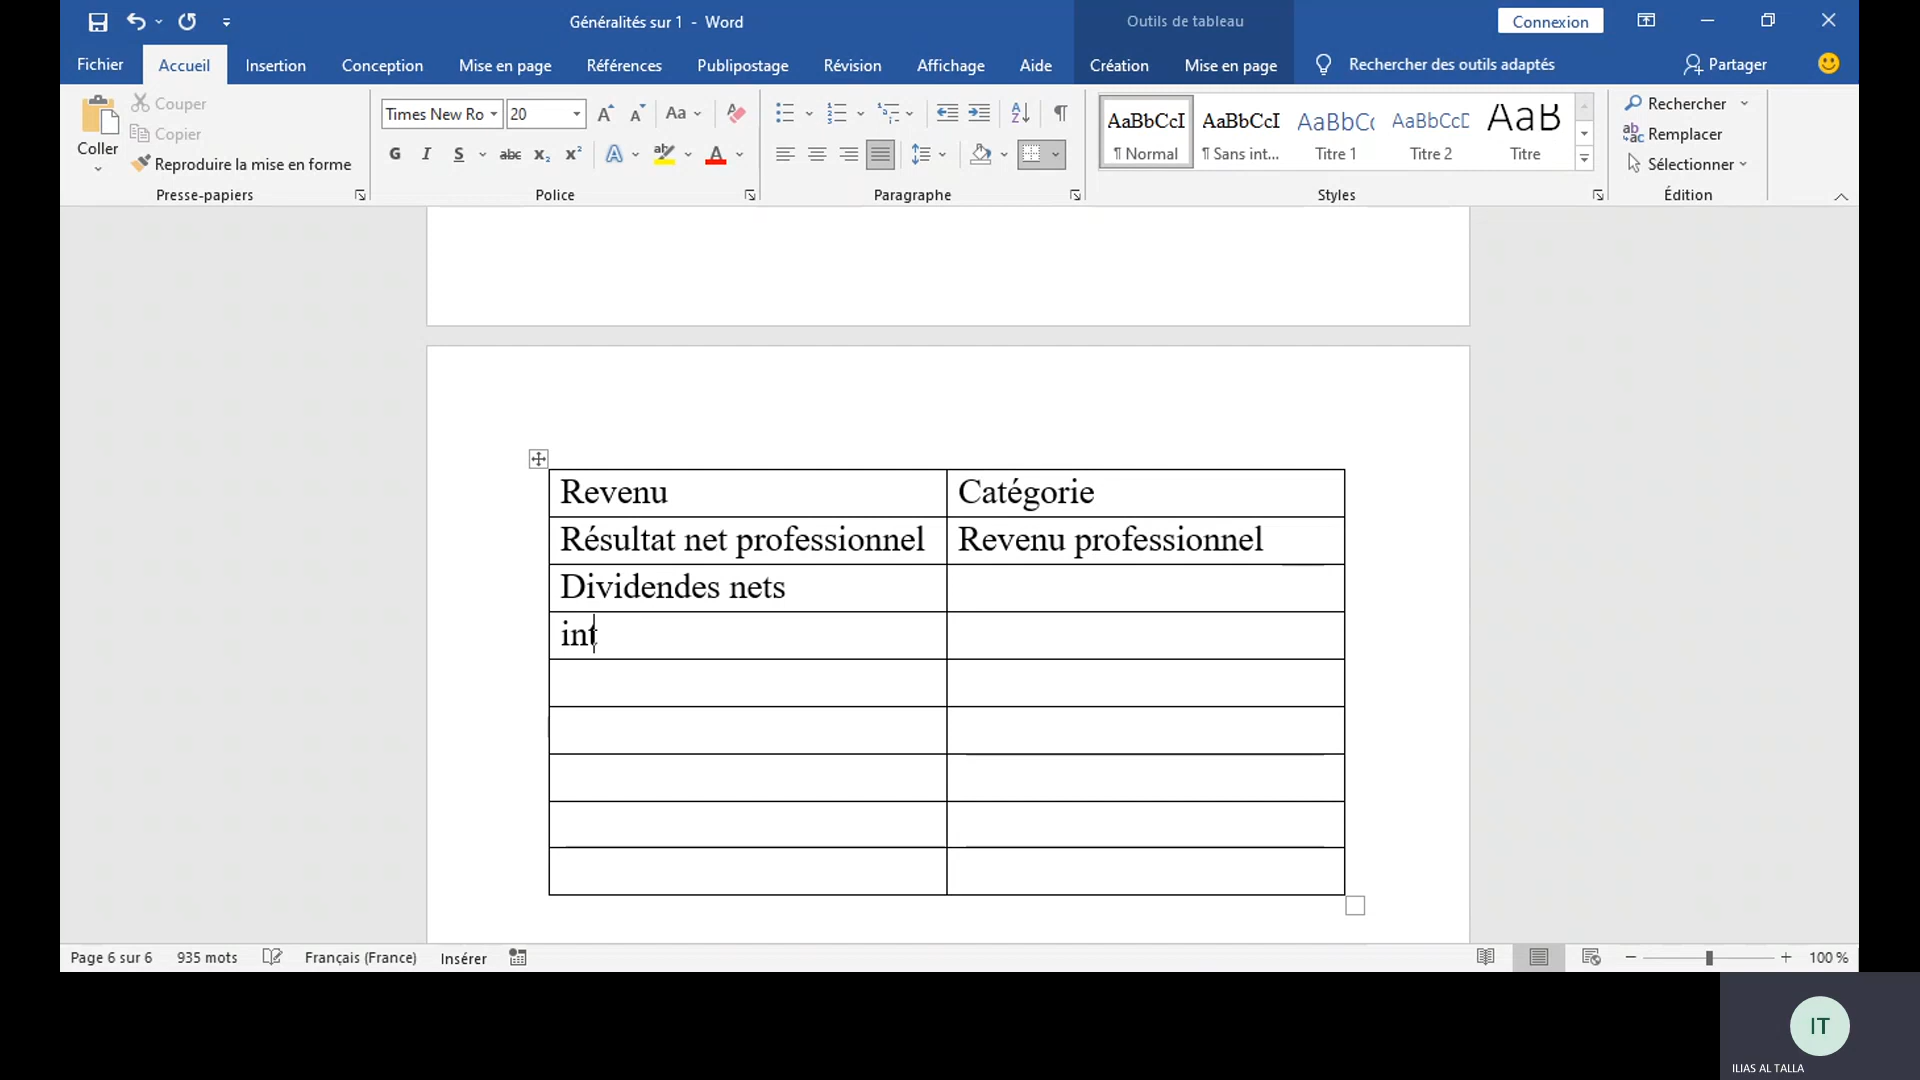 Généralités sur 1 - Word
Outils de tableau
Connexion
Fichier
Accueil
Insertion
Conception
Mise en page
Références
Publipostage
Révision
Affichage
Aide
Création
Mise en page
Rechercher des outils adaptés
Partager
Coller
Couper
Copier
Reproduire la mise en forme
Presse-papiers
Times New Ro
20
Aa
G I S abc x₂ x² A A
Police
Paragraphe
AaBbCcI
¶ Normal
AaBbCcI
¶ Sans int...
AaBbCc
Titre 1
AaBbCcD
Titre 2
AaB
Titre
Styles
Rechercher
Remplacer
Sélectionner
Édition
Revenu
Catégorie
Résultat net professionnel
Revenu professionnel
Dividendes nets
int
Page 6 sur 6
935 mots
Français (France)
Insérer
100 %
IT
ILIAS AL TALLA